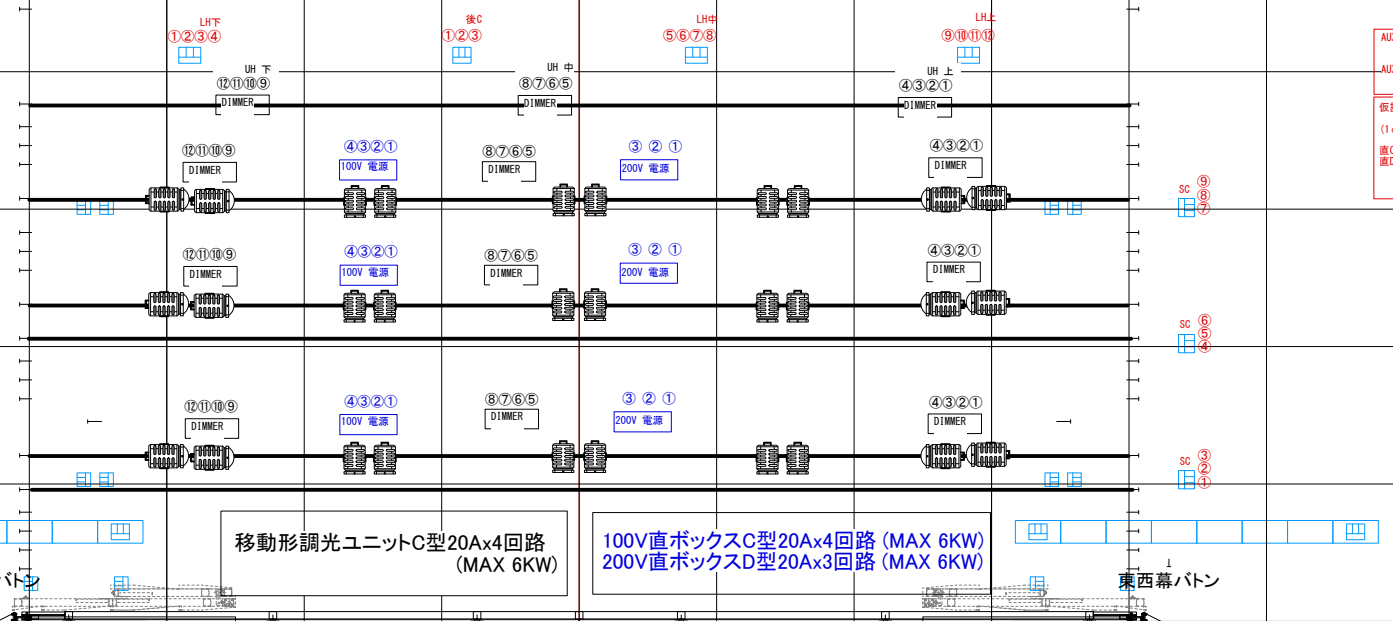 LH下
①②③④
後C
①②③
LH中
⑤⑥⑦⑧
LH上
⑨⑩⑪⑫
UH 下
⑫⑪⑩⑨
DIMMER
UH 中
⑧⑦⑥⑤
DIMMER
UH 上
④③②①
DIMMER
⑫⑪⑩⑨
DIMMER
④③②①
100V 電源
⑧⑦⑥⑤
DIMMER
③ ② ①
200V 電源
④③②①
DIMMER
SC ⑨
⑧
⑦
⑫⑪⑩⑨
DIMMER
④③②①
100V 電源
⑧⑦⑥⑤
DIMMER
③ ② ①
200V 電源
④③②①
DIMMER
SC ⑥
⑤
④
⑫⑪⑩⑨
DIMMER
④③②①
100V 電源
⑧⑦⑥⑤
DIMMER
③ ② ①
200V 電源
④③②①
DIMMER
SC ③
②
①
移動形調光ユニットC型20Ax4回路
(MAX 6KW)
100V直ボックスC型20Ax4回路 (MAX 6KW)
200V直ボックスD型20Ax3回路 (MAX 6KW)
バトン
東西幕バトン
AU
AU
(1
直
直